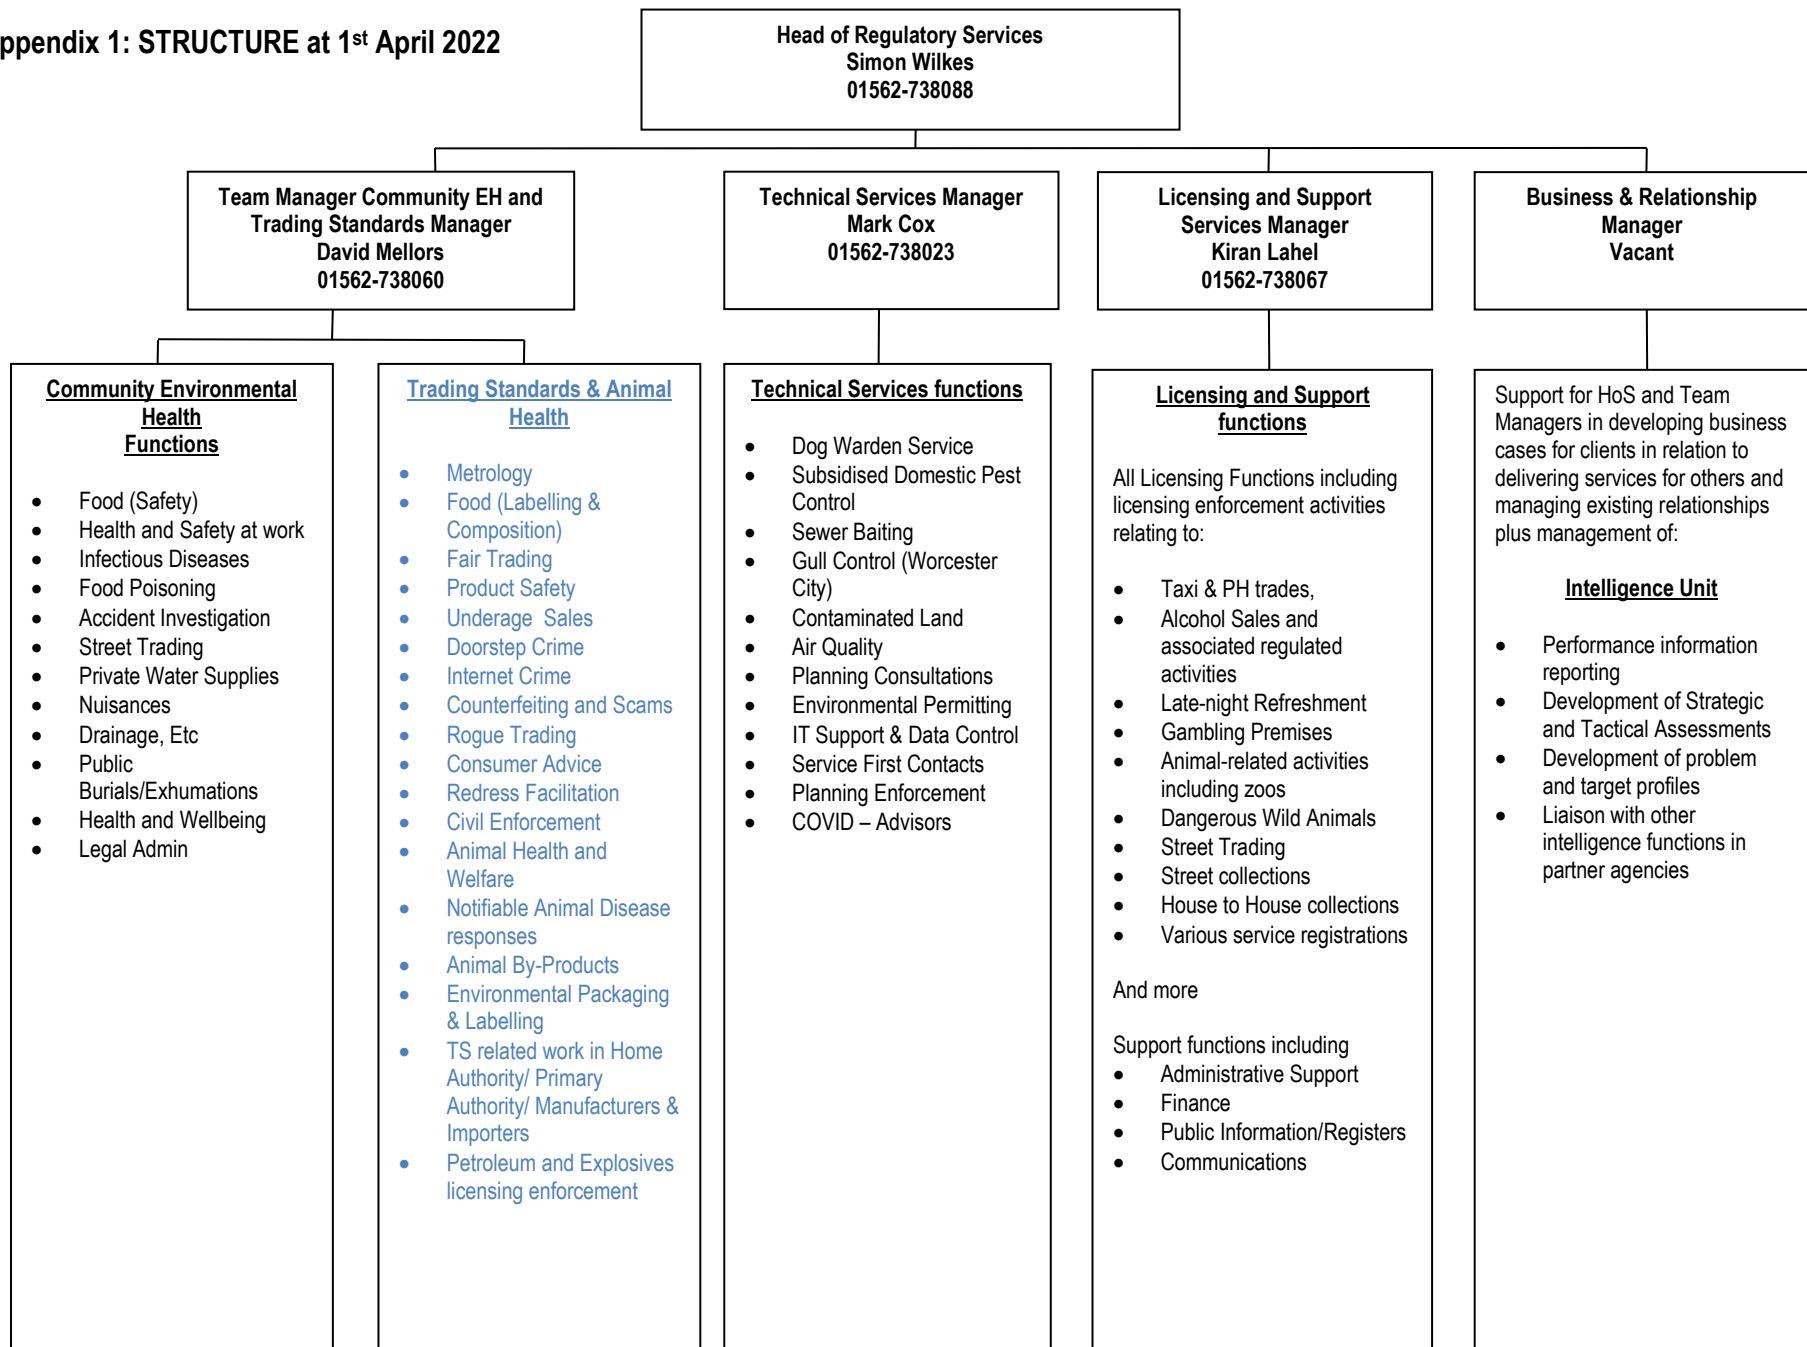 ppendix 1: STRUCTURE at 1st April 2022
Head of Regulatory Services
Simon Wilkes
01562-738088
Team Manager Community EH and
Trading Standards Manager
David Mellors
01562-738060
Technical Services Manager
Mark Cox
01562-738023
Licensing and Support
Services Manager
Kiran Lahel
01562-738067
Business & Relationship
Manager
Vacant
Community Environmental
Health
Functions
• Food (Safety)
• Health and Safety at work
• Infectious Diseases
• Food Poisoning
• Accident Investigation
• Street Trading
• Private Water Supplies
• Nuisances
• Drainage, Etc
• Public
Burials/Exhumations
• Health and Wellbeing
• Legal Admin
Trading Standards & Animal
Health
• Metrology
• Food (Labelling &
Composition)
• Fair Trading
• Product Safety
• Underage Sales
• Doorstep Crime
• Internet Crime
• Counterfeiting and Scams
• Rogue Trading
• Consumer Advice
• Redress Facilitation
• Civil Enforcement
• Animal Health and
Welfare
• Notifiable Animal Disease
responses
• Animal By-Products
• Environmental Packaging
& Labelling
• TS related work in Home
Authority/ Primary
Authority/ Manufacturers &
Importers
• Petroleum and Explosives
licensing enforcement
Technical Services functions
• Dog Warden Service
• Subsidised Domestic Pest
Control
• Sewer Baiting
• Gull Control (Worcester
City)
• Contaminated Land
• Air Quality
• Planning Consultations
• Environmental Permitting
• IT Support & Data Control
• Service First Contacts
• Planning Enforcement
• COVID – Advisors
Licensing and Support
functions
All Licensing Functions including
licensing enforcement activities
relating to:
• Taxi & PH trades,
• Alcohol Sales and
associated regulated
activities
• Late-night Refreshment
• Gambling Premises
• Animal-related activities
including zoos
• Dangerous Wild Animals
• Street Trading
• Street collections
• House to House collections
• Various service registrations
And more
Support functions including
• Administrative Support
• Finance
• Public Information/Registers
• Communications
Support for HoS and Team
Managers in developing business
cases for clients in relation to
delivering services for others and
managing existing relationships
plus management of:
Intelligence Unit
• Performance information
reporting
• Development of Strategic
and Tactical Assessments
• Development of problem
and target profiles
• Liaison with other
intelligence functions in
partner agencies